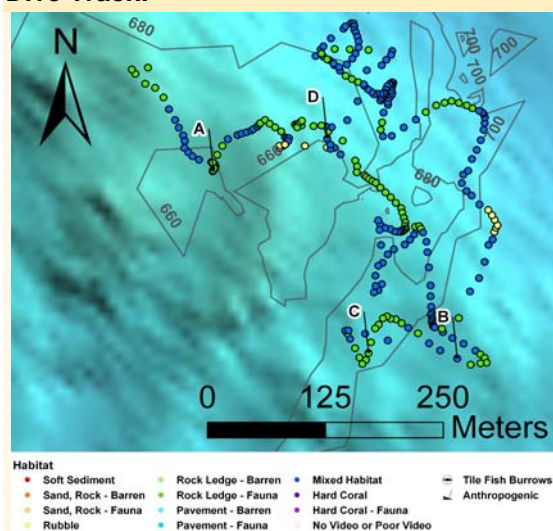 N
680
700
700
700
700
D
A
660
660
680
C
B
0 125 250
Meters
Habitat
Soft Sediment
Sand, Rock - Barren
Sand, Rock - Fauna
Rubble
Rock Ledge - Barren
Rock Ledge - Fauna
Pavement - Barren
Pavement - Fauna
Mixed Habitat
Hard Coral
Hard Coral - Fauna
No Video or Poor Video
Tile Fish Burrows
Anthropogenic